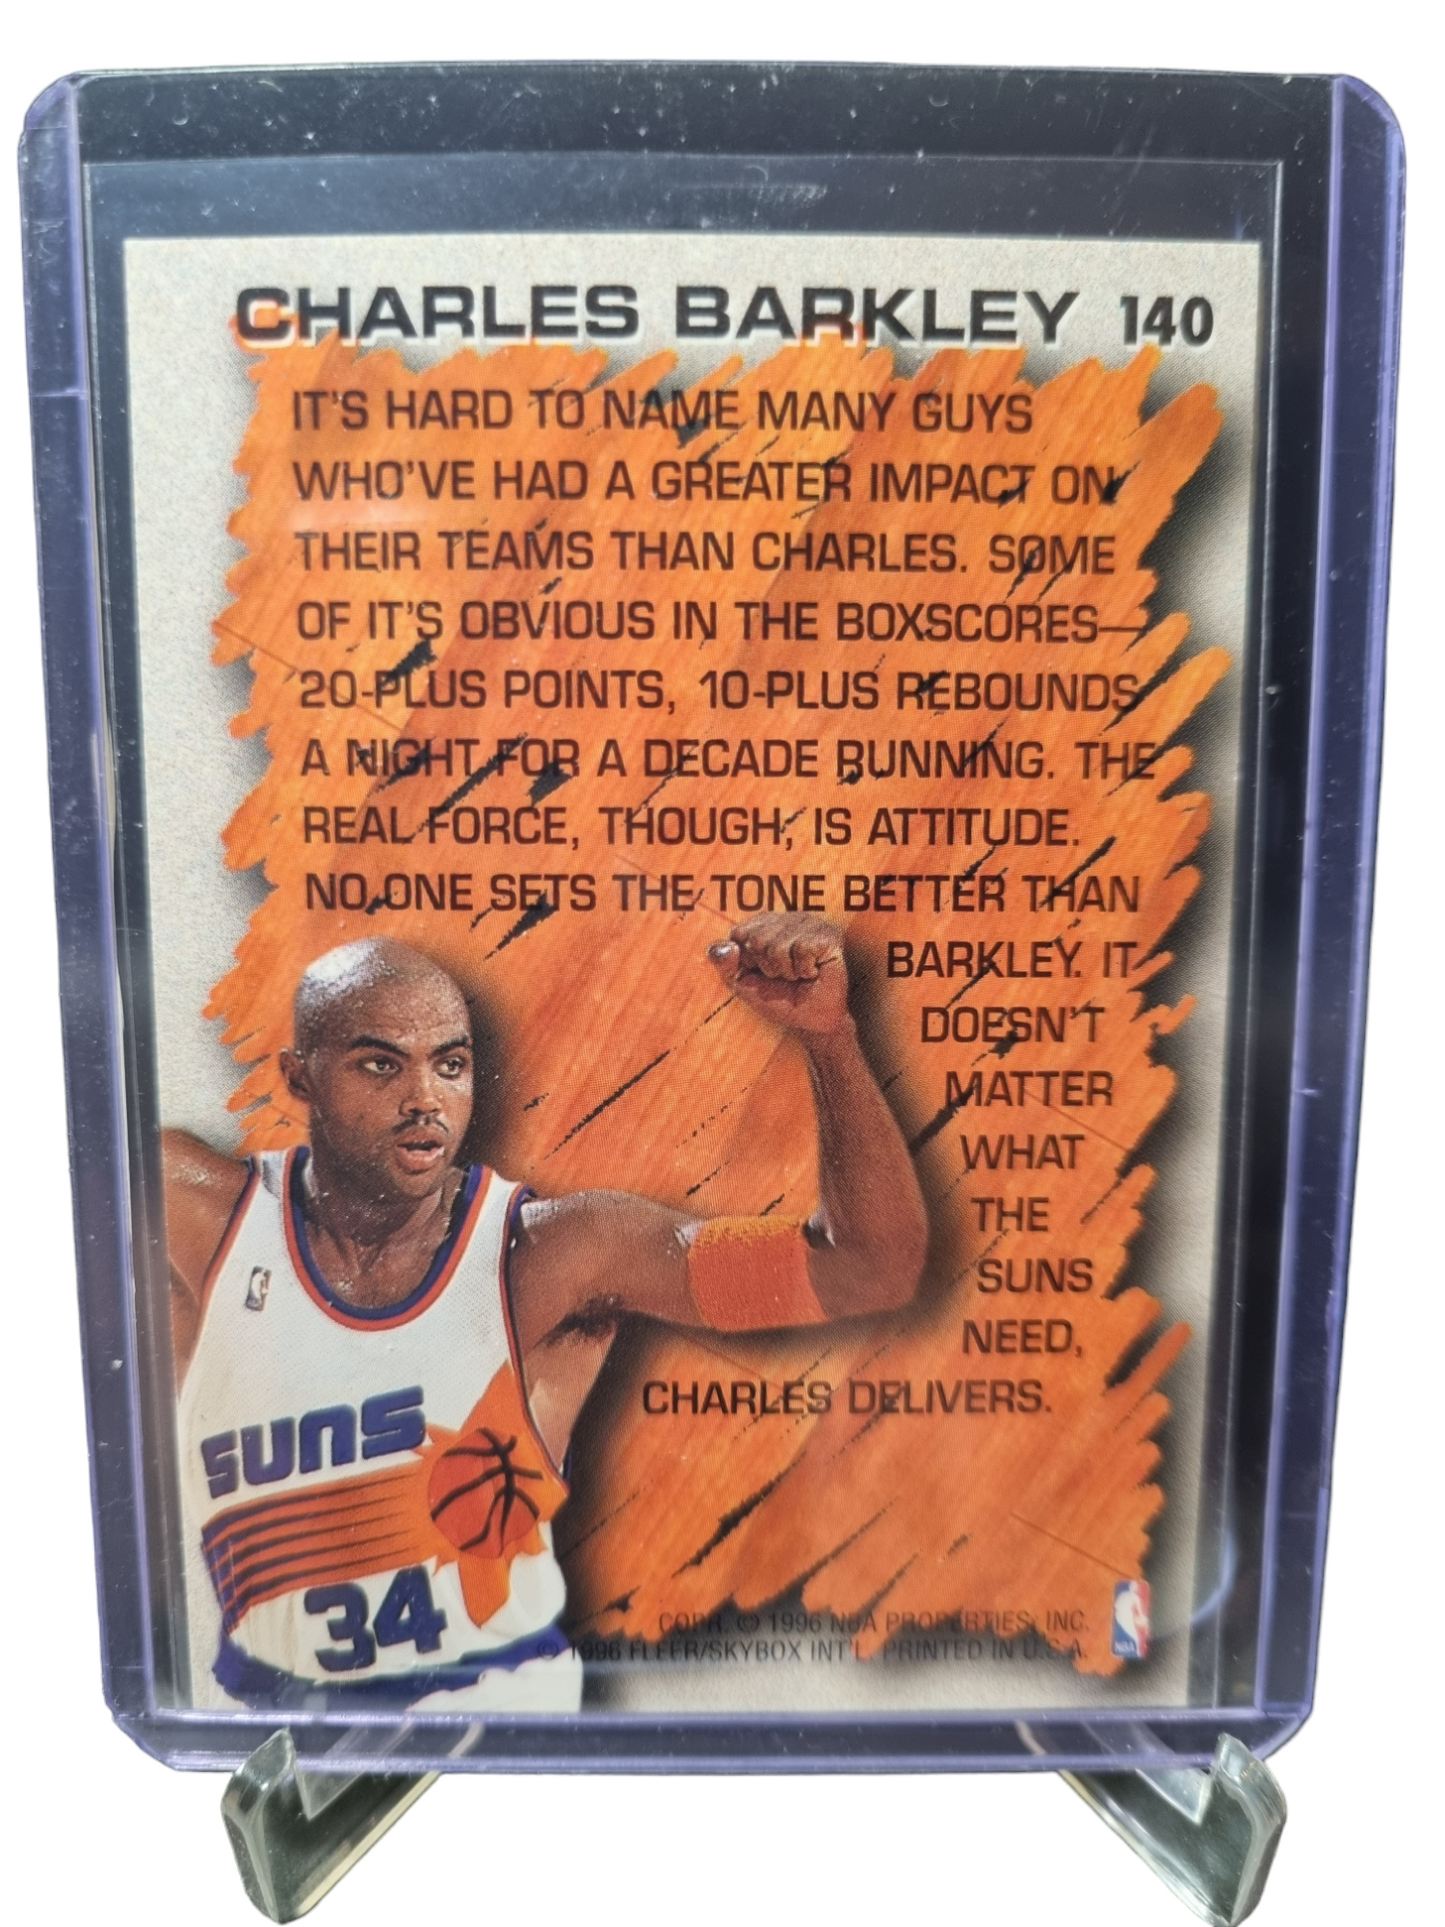 CHARLES BARKLEY 140
IT'S HARD TO NAME MANY GUYS
WHO'VE HAD A GREATER IMPACT ON
THEIR TEAMS THAN CHARLES. SOME
OF IT'S OBVIOUS IN THE BOXSCORES—
20-PLUS POINTS, 10-PLUS REBOUNDS
A NIGHT FOR A DECADE RUNNING. THE
REAL FORCE, THOUGH, IS ATTITUDE.
NO ONE SETS THE TONE BETTER THAN
BARKLEY. IT
DOESN'T
MATTER
WHAT
THE
SUNS
NEED,
CHARLES DELIVERS.
SUNS
34
COPR. © 1996 NBA PROPERTIES, INC.
© 1996 FLEER/SKYBOX INT'L. PRINTED IN U.S.A.
NBA